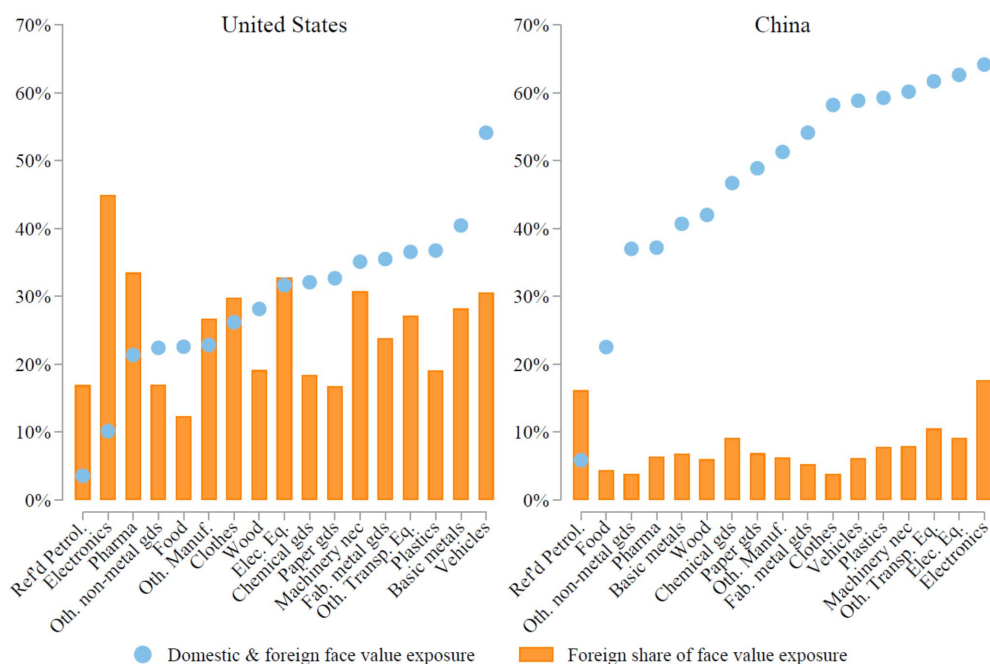 United States
70%
60%
50%
40%
30%
20%
10%
0%
Ref'd Petrol.
Electronics
Pharma
Oth. non-metal gds
Food
Oth. Manuf.
Clothes
Wood
Elec. Eq.
Chemical gds
Paper gds
Machinery nec
Fab. metal gds
Oth. Transp. Eq.
Plastics
Basic metals
Vehicles
China
70%
60%
50%
40%
30%
20%
10%
0%
Ref'd Petrol.
Food
Oth. non-metal gds
Pharma
Basic metals
Wood
Chemical gds
Paper gds
Oth. Manuf.
Fab. metal gds
Clothes
Vehicles
Plastics
Machinery nec
Oth. Transp. Eq.
Elec. Eq.
Electronics
Domestic & foreign face value exposure
Foreign share of face value exposure